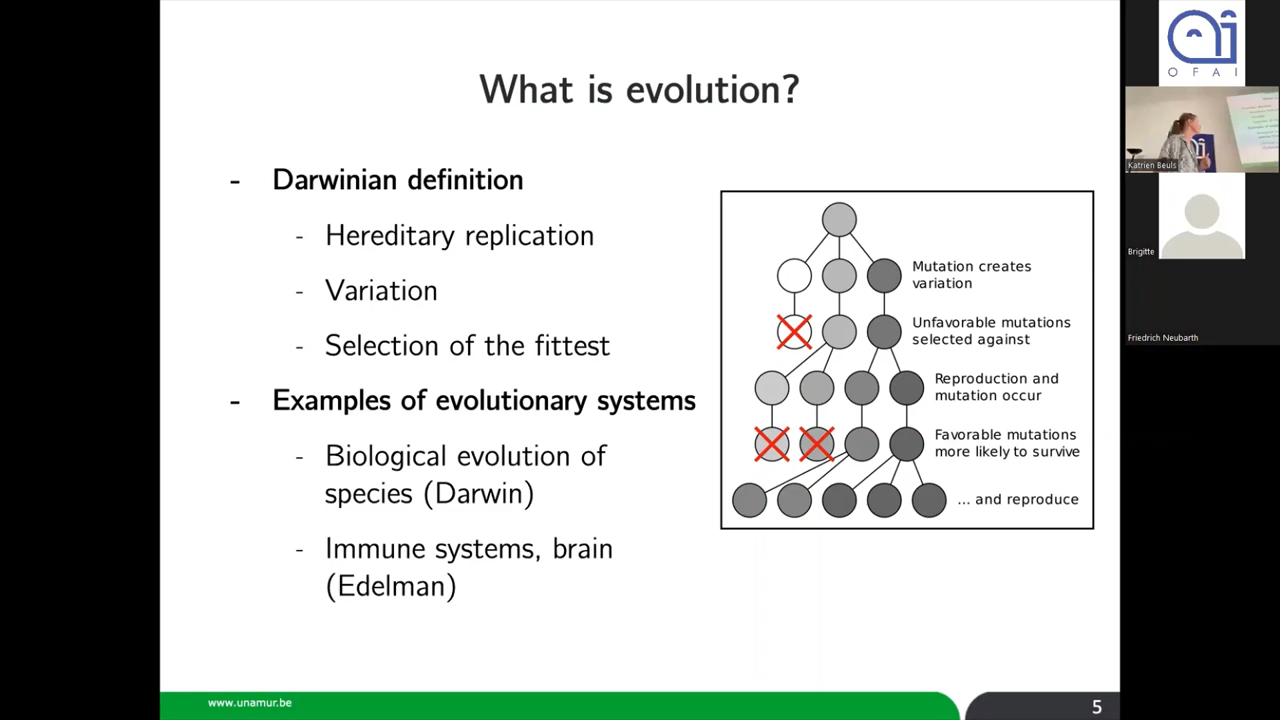 What is evolution?
- Darwinian definition
- Hereditary replication
- Variation
- Selection of the fittest
- Examples of evolutionary systems
- Biological evolution of
species (Darwin)
- Immune systems, brain
(Edelman)
Mutation creates
variation
Unfavorable mutations
selected against
Reproduction and
mutation occur
Favorable mutations
more likely to survive
... and reproduce
www.unamur.be
5
OFAI
Katrien Beuls
Brigitte
Friedrich Neubarth